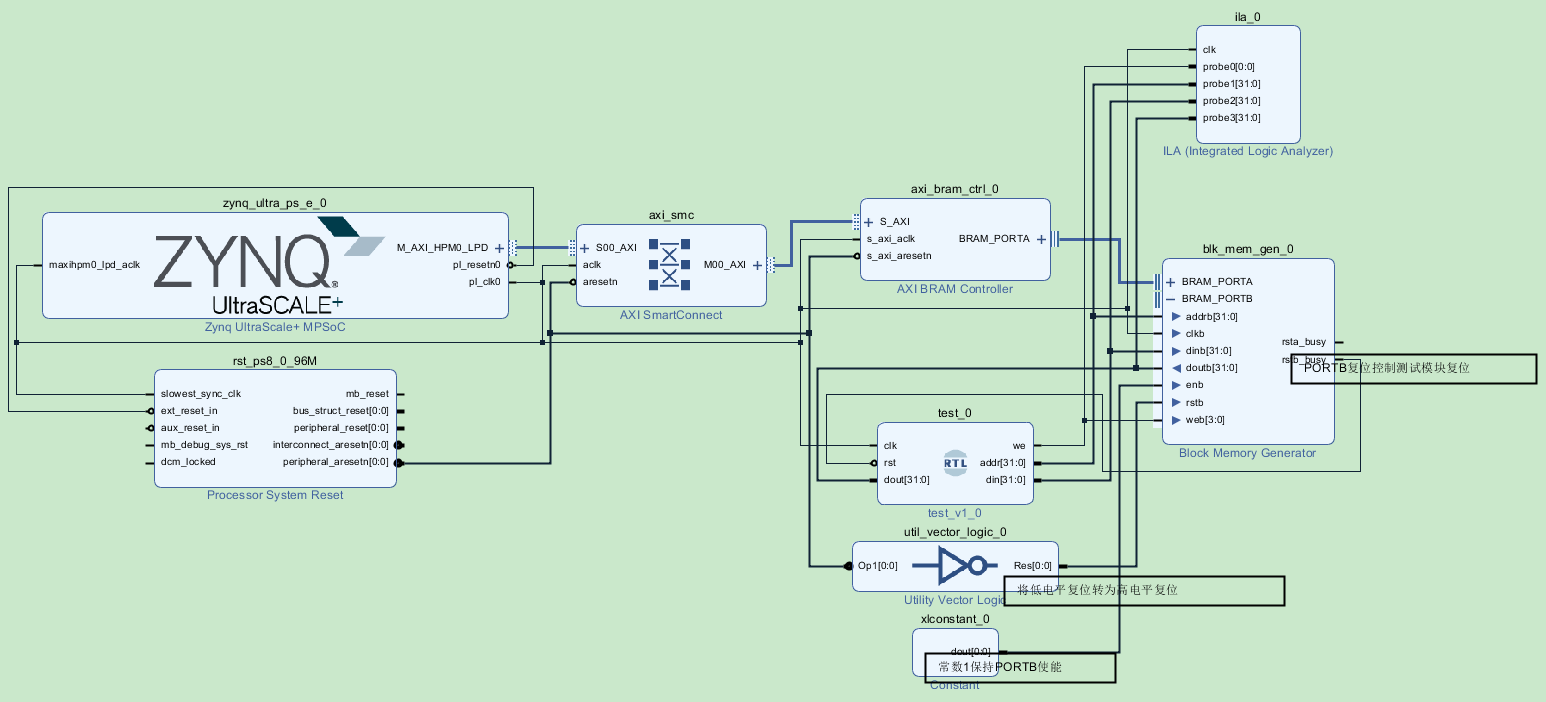 ila_0
clk
probe0[0:0]
probe1[31:0]
probe2[31:0]
probe3[31:0]
ILA (Integrated Logic Analyzer)
zynq_ultra_ps_e_0
maxihpm0_lpd_aclk
ZYNQ®
UltraSCALE+
M_AXI_HPM0_LPD
pl_resetn0
pl_clk0
Zynq UltraScale+ MPSoC
axi_smc
S00_AXI
aclk
aresetn
M00_AXI
AXI SmartConnect
axi_bram_ctrl_0
S_AXI
s_axi_aclk
s_axi_aresetn
BRAM_PORTA
AXI BRAM Controller
blk_mem_gen_0
BRAM_PORTA
BRAM_PORTB
addrb[31:0]
clkb
dinb[31:0]
doutb[31:0]
enb
rstb
web[3:0]
rsta_busy
rstb_busy
PORTB复位控制测试模块复位
Block Memory Generator
rst_ps8_0_96M
slowest_sync_clk
ext_reset_in
aux_reset_in
mb_debug_sys_rst
dcm_locked
mb_reset
bus_struct_reset[0:0]
peripheral_reset[0:0]
interconnect_aresetn[0:0]
peripheral_aresetn[0:0]
Processor System Reset
test_0
clk
rst
dout[31:0]
RTL
we
addr[31:0]
din[31:0]
test_v1_0
util_vector_logic_0
Op1[0:0]
Res[0:0]
Utility Vector Logic
将低电平复位转为高电平复位
xlconstant_0
dout[0:0]
常数1保持PORTB使能
Constant